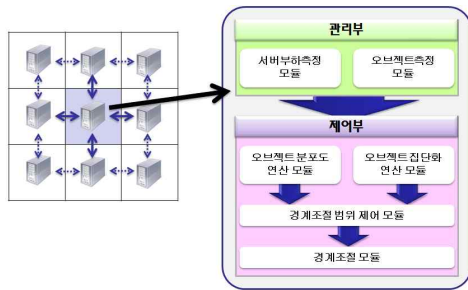 관리부
서버부하측정
모듈
오브젝트측정
모듈
제어부
오브젝트분포도
연산 모듈
오브젝트집단화
연산 모듈
경계조절 범위 제어 모듈
경계조절 모듈